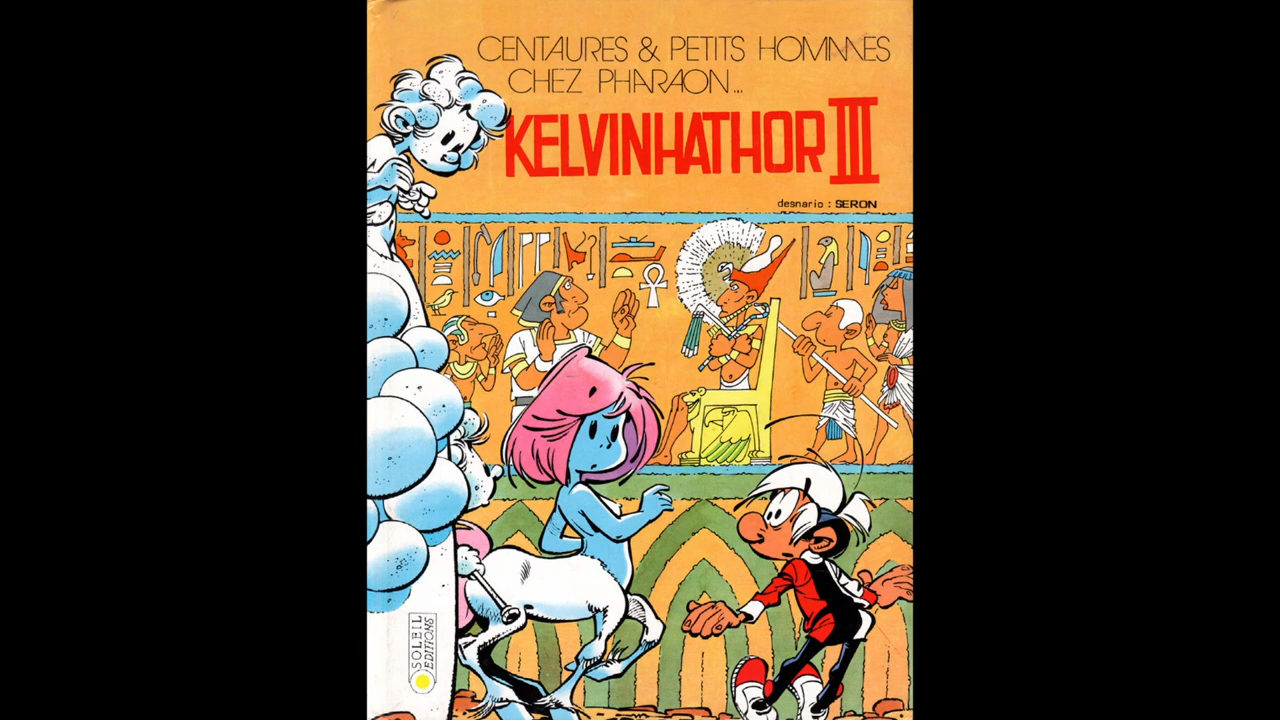 CENTAURES & PETITS HOMMES
CHEZ PHARAON...
KELVINHATHOR III
desnario : SERON
SOLEIL
EDITIONS